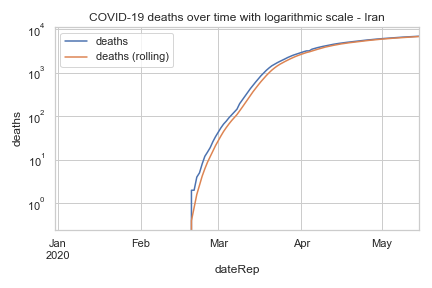 COVID-19 deaths over time with logarithmic scale - Iran
deaths
deaths (rolling)
10⁴
10³
10²
10¹
10⁰
deaths
Jan
2020
Feb
Mar
Apr
May
dateRep